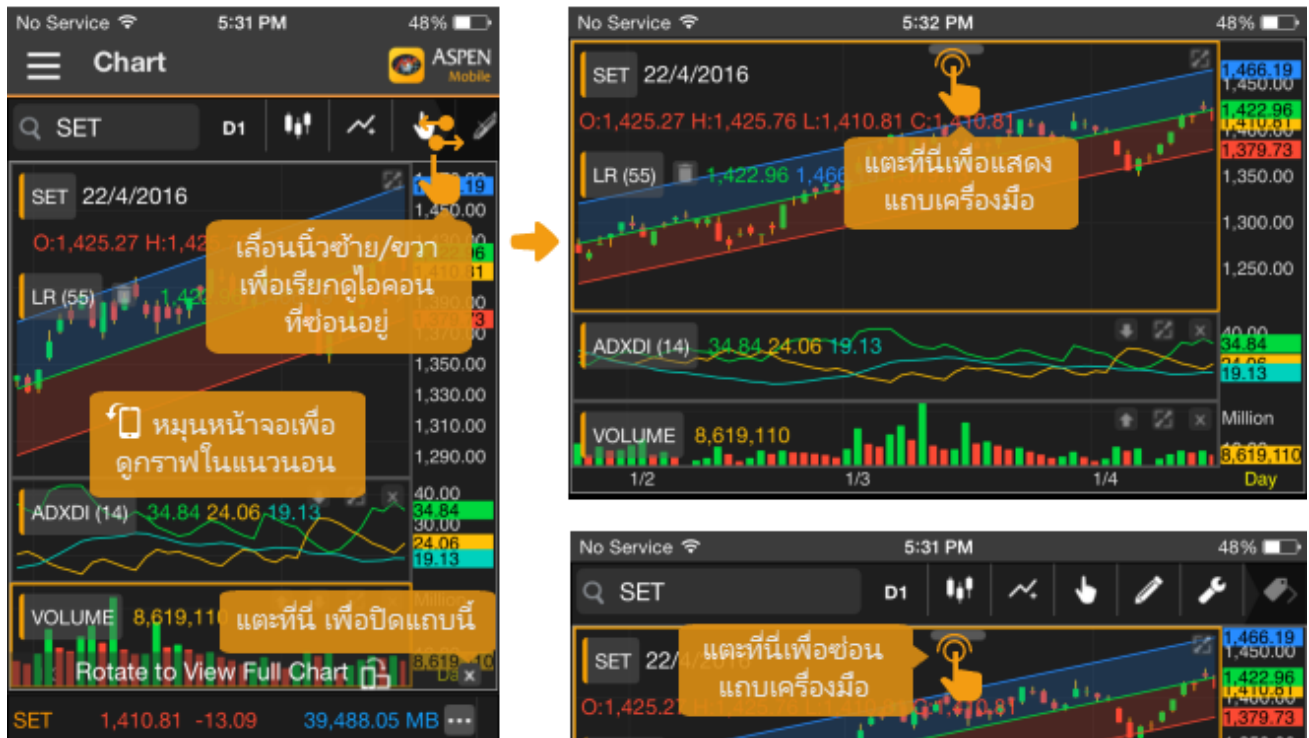 No Service 5:31 PM 48%
Chart
ASPEN
Mobile
SET D1
SET 22/4/2016
O:1,425.27 H:1,42
LR (55)
เลื่อนนิ้วซ้าย/ขวา
เพื่อเรียกดูไอคอน
ที่ซ่อนอยู่
1,450.00
1,350.00
1,330.00
1,310.00
1,290.00
หมุนหน้าจอเพื่อ
ดูกราฟในแนวนอน
ADXDI (14) 34.84 24.06 19.13
40.00
34.84
30.00
24.06
19.13
VOLUME 8,619,110
แตะที่นี่ เพื่อปิดแถบนี้
Rotate to View Full Chart
SET 1,410.81 -13.09 39,488.05 MB
No Service 5:32 PM 48%
SET 22/4/2016
O:1,425.27 H:1,425.76 L:1,410.81 C:1,410.81
LR (55) 1,422.96 1,466
แตะที่นี่เพื่อแสดง
แถบเครื่องมือ
1,466.19
1,450.00
1,422.96
1,410.81
1,400.00
1,379.73
1,350.00
1,300.00
1,250.00
ADXDI (14) 34.84 24.06 19.13
40.00
34.84
24.06
19.13
VOLUME 8,619,110
Million
8,619,110
1/2 1/3 1/4 Day
No Service 5:31 PM 48%
SET D1
SET 22/4
แตะที่นี่เพื่อซ่อน
แถบเครื่องมือ
O:1,425.2
1,466.19
1,450.00
1,422.96
1,410.81
1,400.00
1,379.73